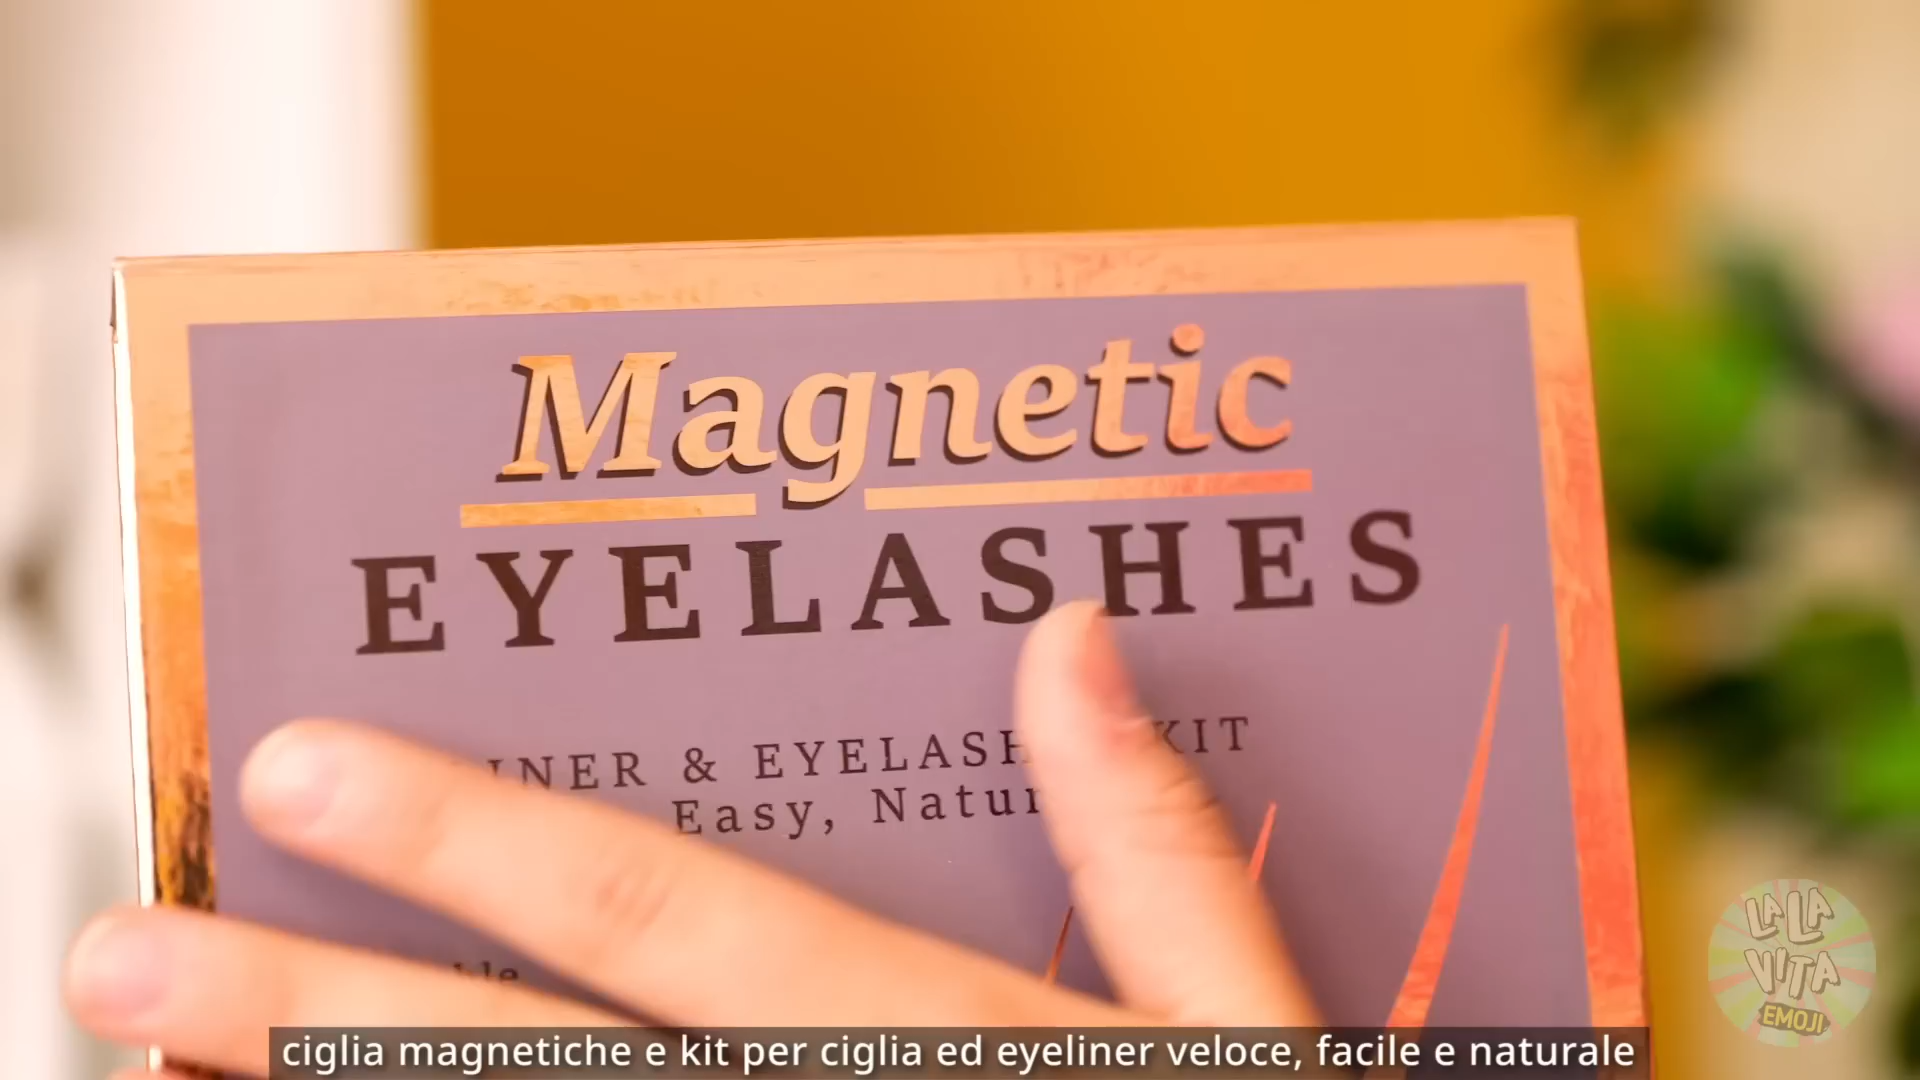 Magnetic
EYELASHES
INER & EYELASH KIT
Easy, Natur
ciglia magnetiche e kit per ciglia ed eyeliner veloce, facile e naturale
LA LA
VITA
EMOJI